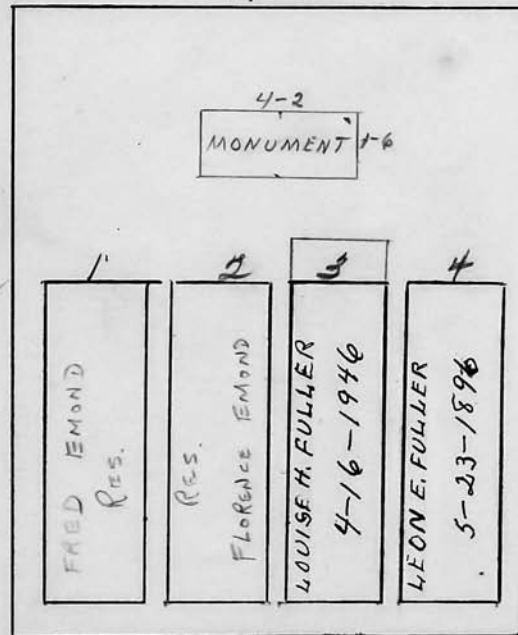 4-2
MONUMENT
1-6
1
2
3
4
FRED EMOND
RES.
RES.
FLORENCE EMOND
LOUISE H. FULLER
4-16-1946
LEON E. FULLER
5-23-1896